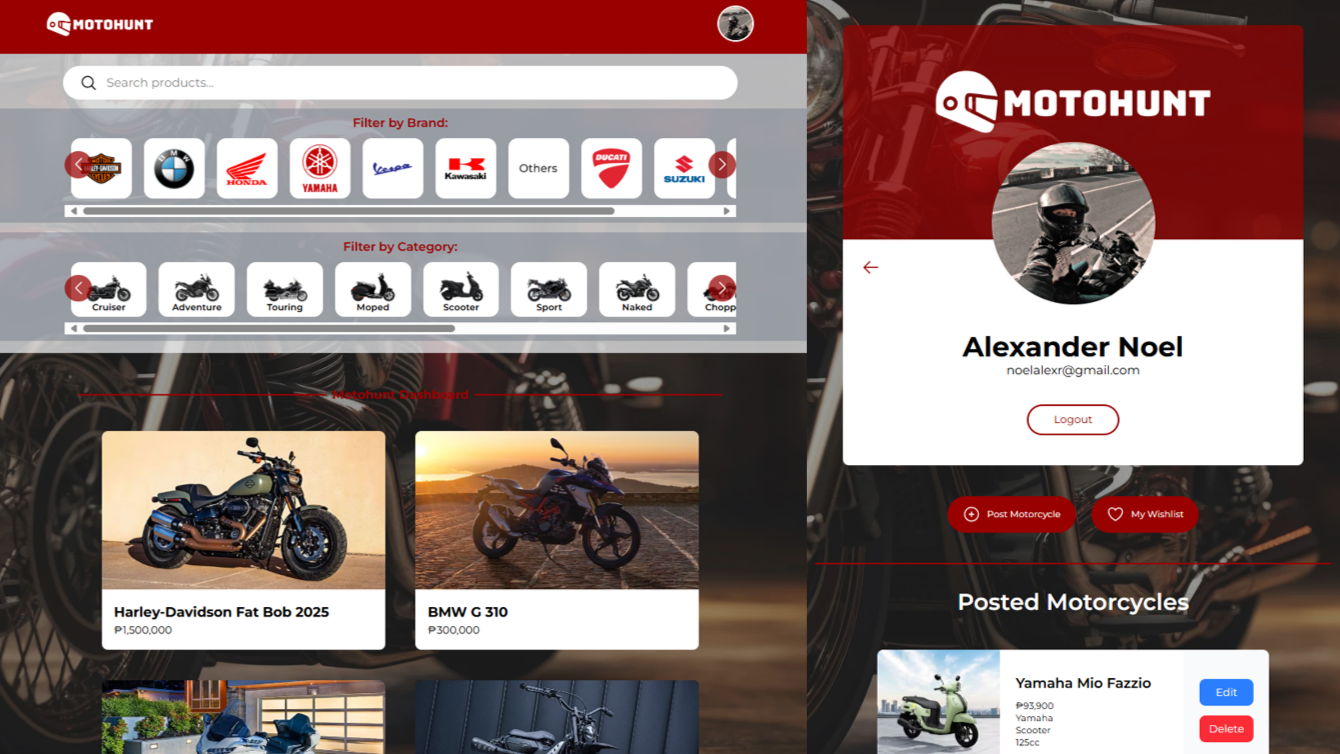 MOTOHUNT
Search products...
Filter by Brand:
HARLEY-DAVIDSON
CYCLES
BMW
HONDA
YAMAHA
Vespa
Kawasaki
Others
DUCATI
SUZUKI
Filter by Category:
Cruiser
Adventure
Touring
Moped
Scooter
Sport
Naked
Chopp
Motohunt Dashboard
Harley-Davidson Fat Bob 2025
₱1,500,000
BMW G 310
₱300,000
MOTOHUNT
Alexander Noel
noelalexr@gmail.com
Logout
Post Motorcycle
My Wishlist
Posted Motorcycles
Yamaha Mio Fazzio
₱93,900
Yamaha
Scooter
125cc
Edit
Delete